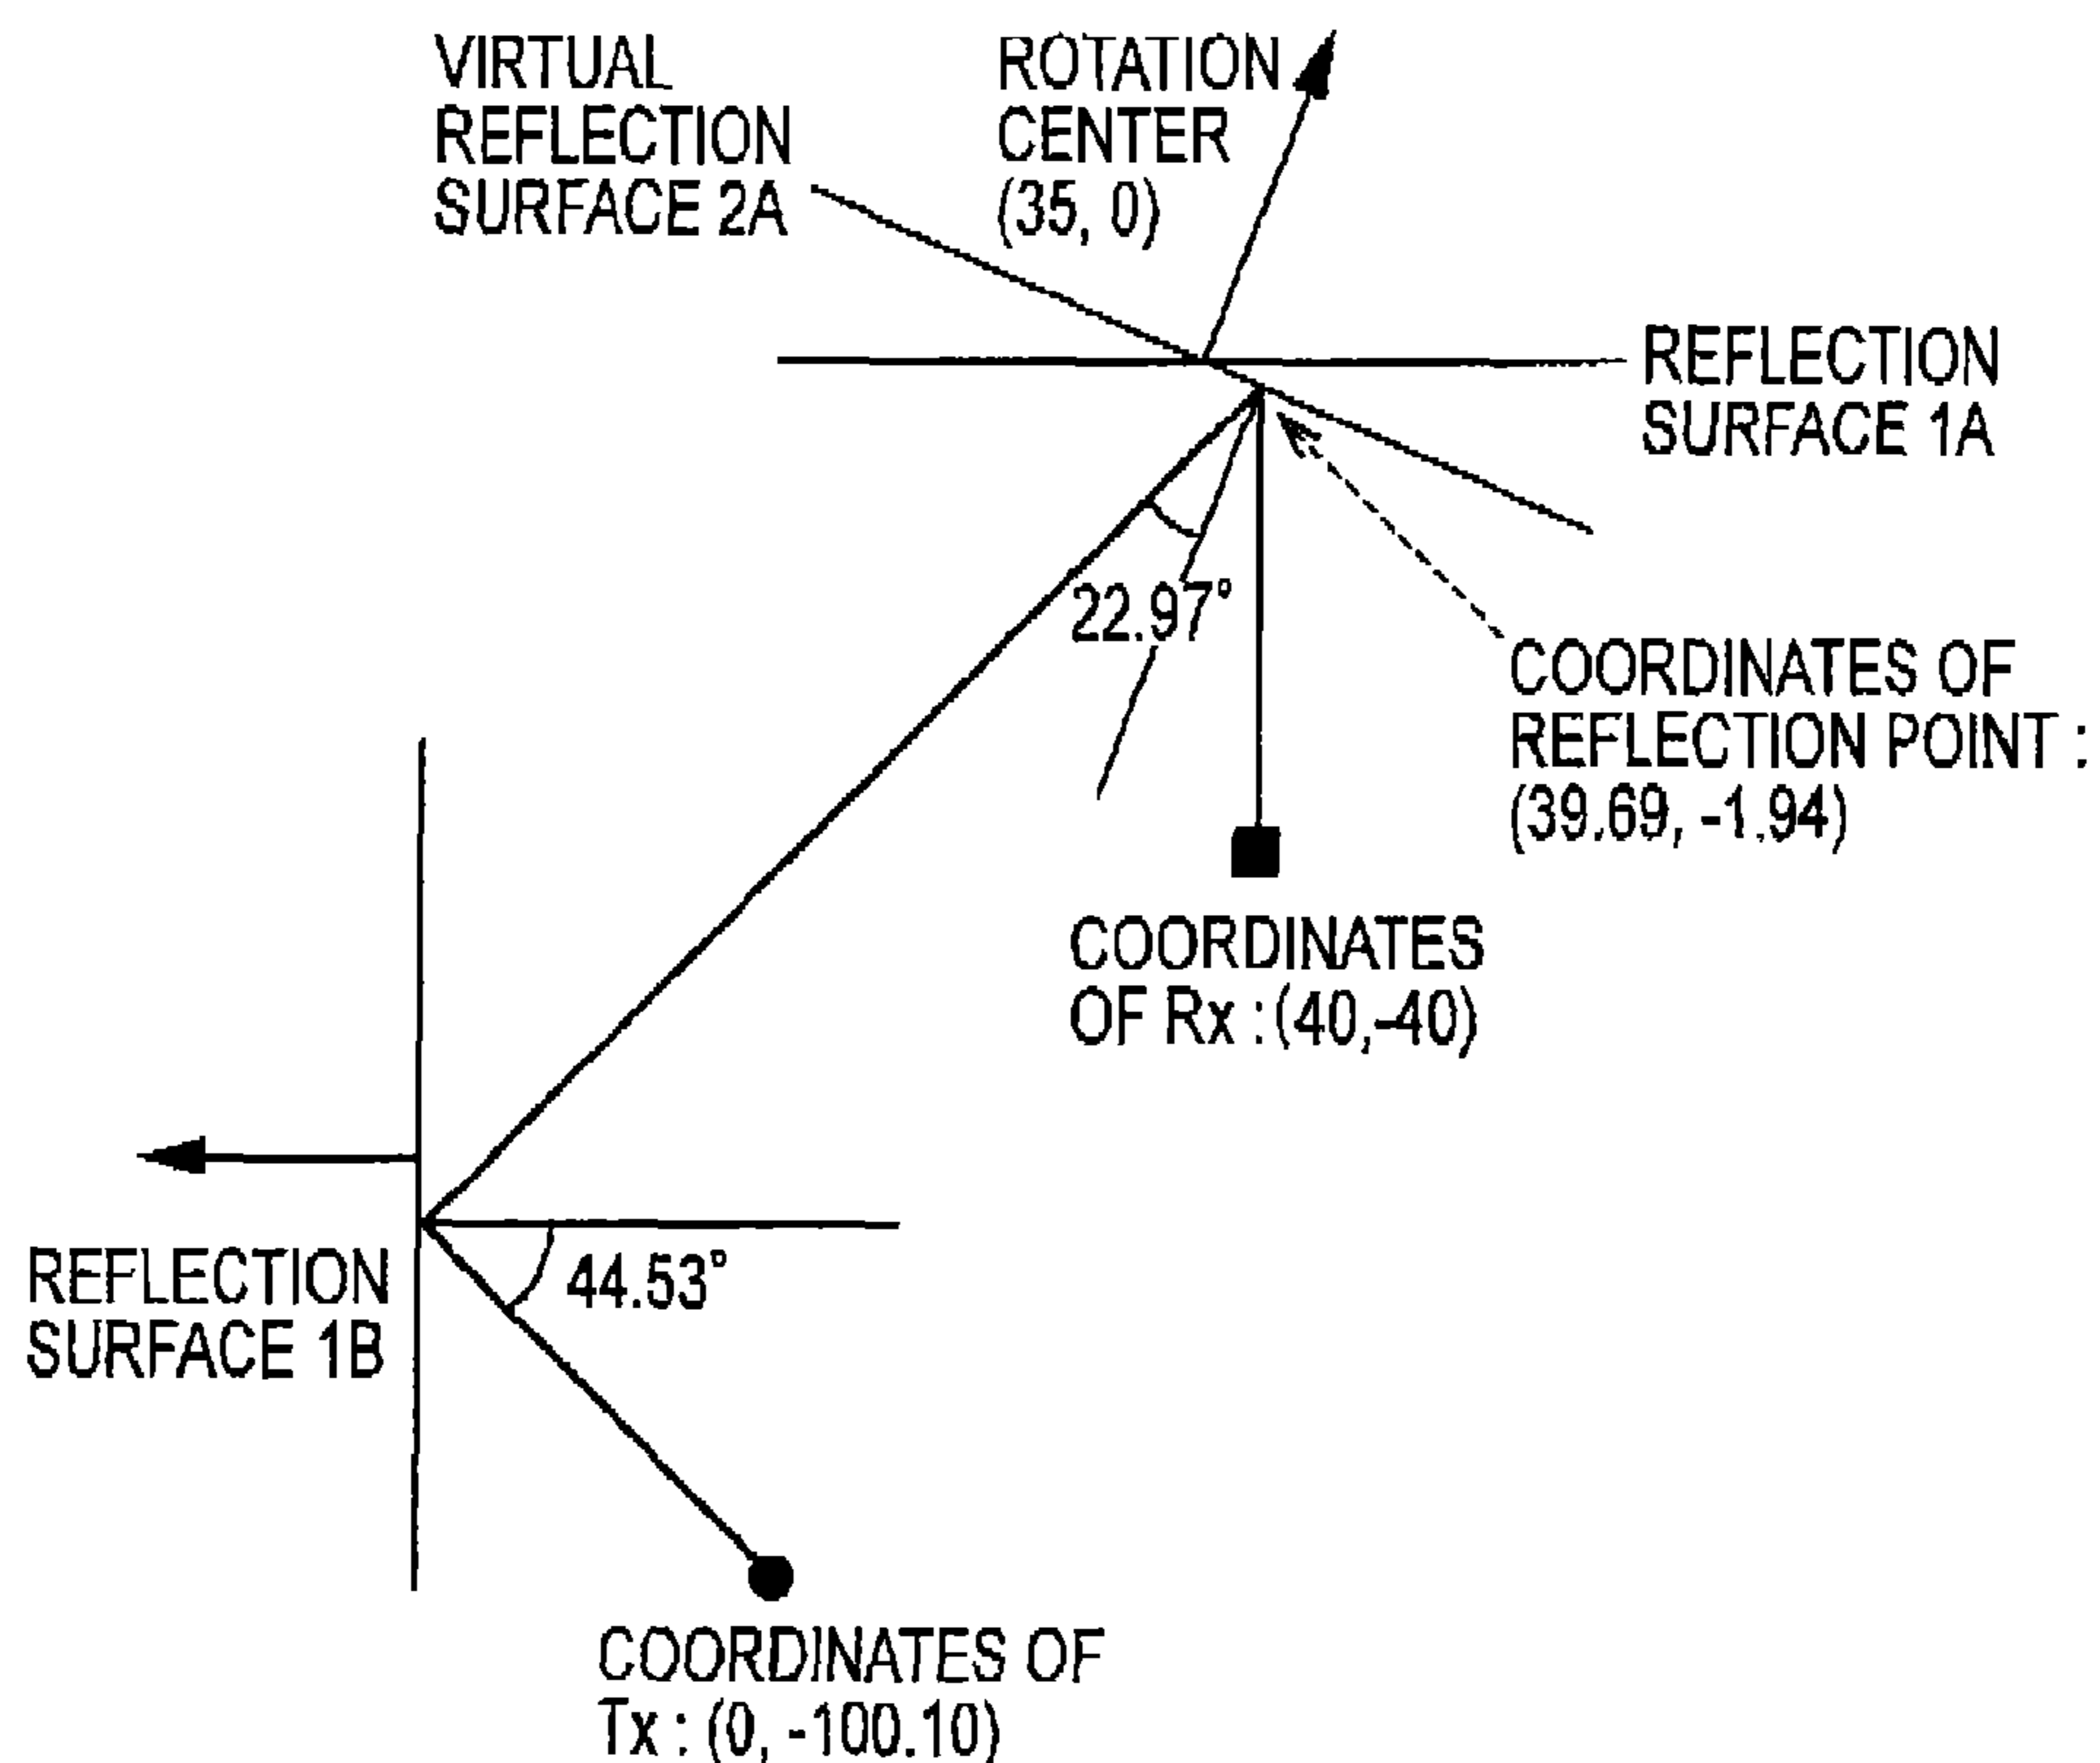 VIRTUAL
REFLECTION
SURFACE 2A
ROTATION
CENTER
(35, 0)
REFLECTION
SURFACE 1A
22.97°
COORDINATES OF
REFLECTION POINT :
(39.69, -1.94)
COORDINATES
OF Rx : (40,-40)
REFLECTION
SURFACE 1B
44.53°
COORDINATES OF
Tx : (0, -100.10)